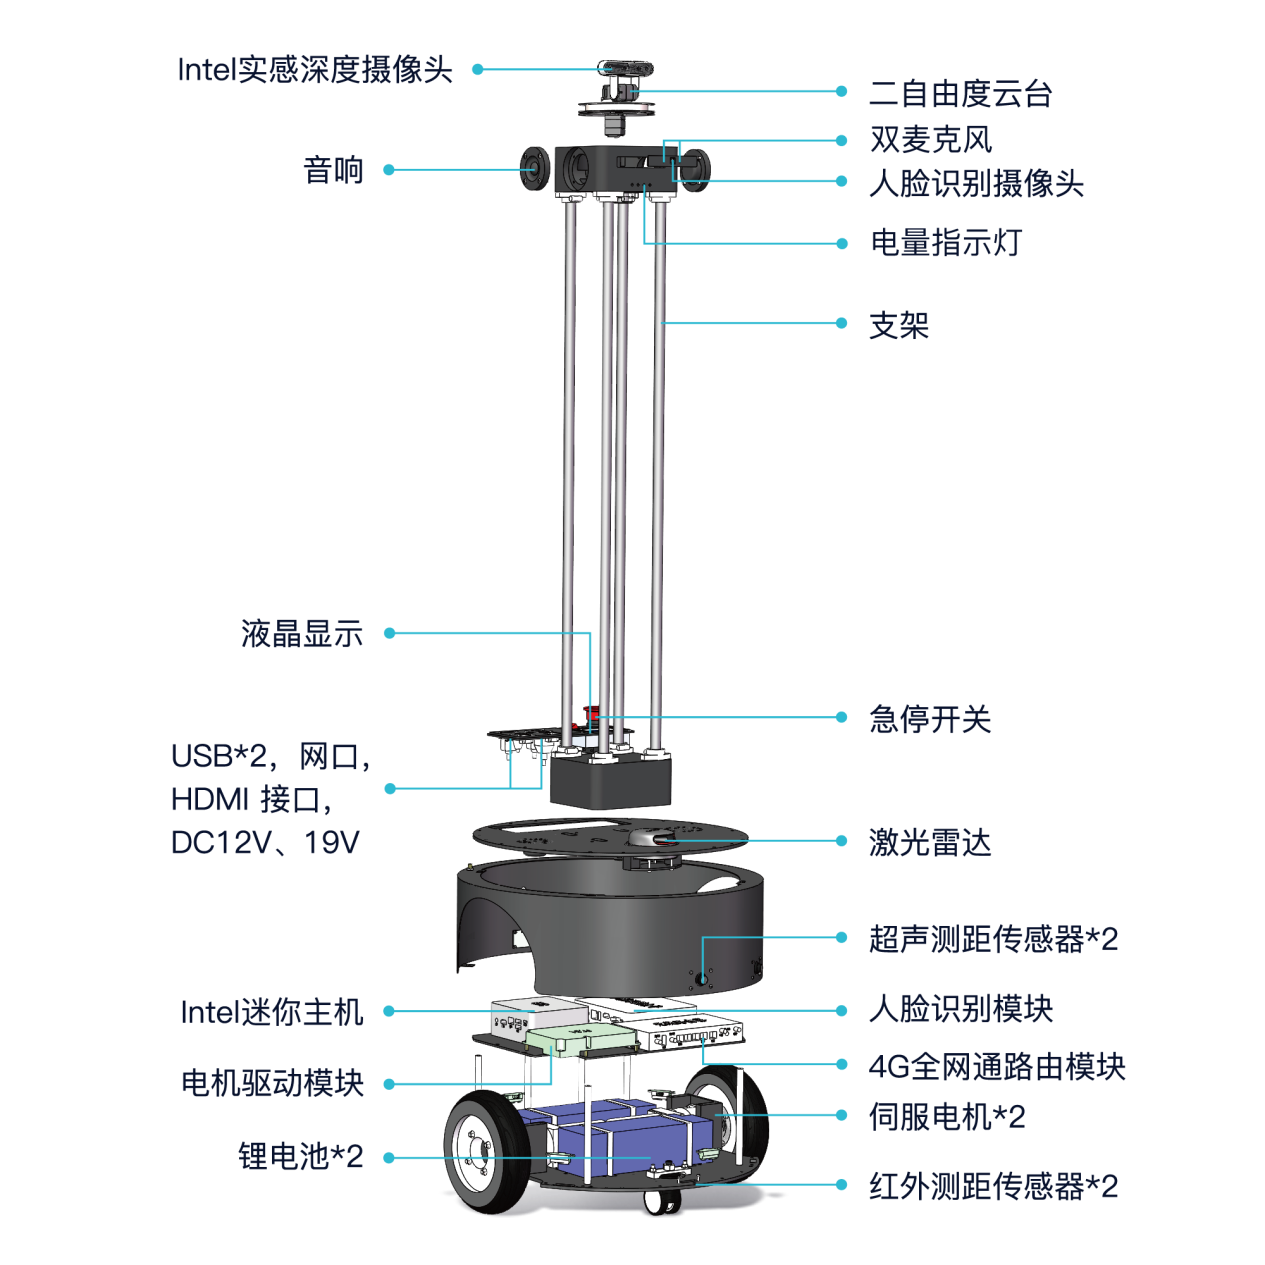 Intel实感深度摄像头
二自由度云台
双麦克风
音响
人脸识别摄像头
电量指示灯
支架
液晶显示
急停开关
USB*2，网口，
HDMI 接口，
DC12V、19V
激光雷达
超声测距传感器*2
Intel迷你主机
人脸识别模块
4G全网通路由模块
电机驱动模块
伺服电机*2
锂电池*2
红外测距传感器*2